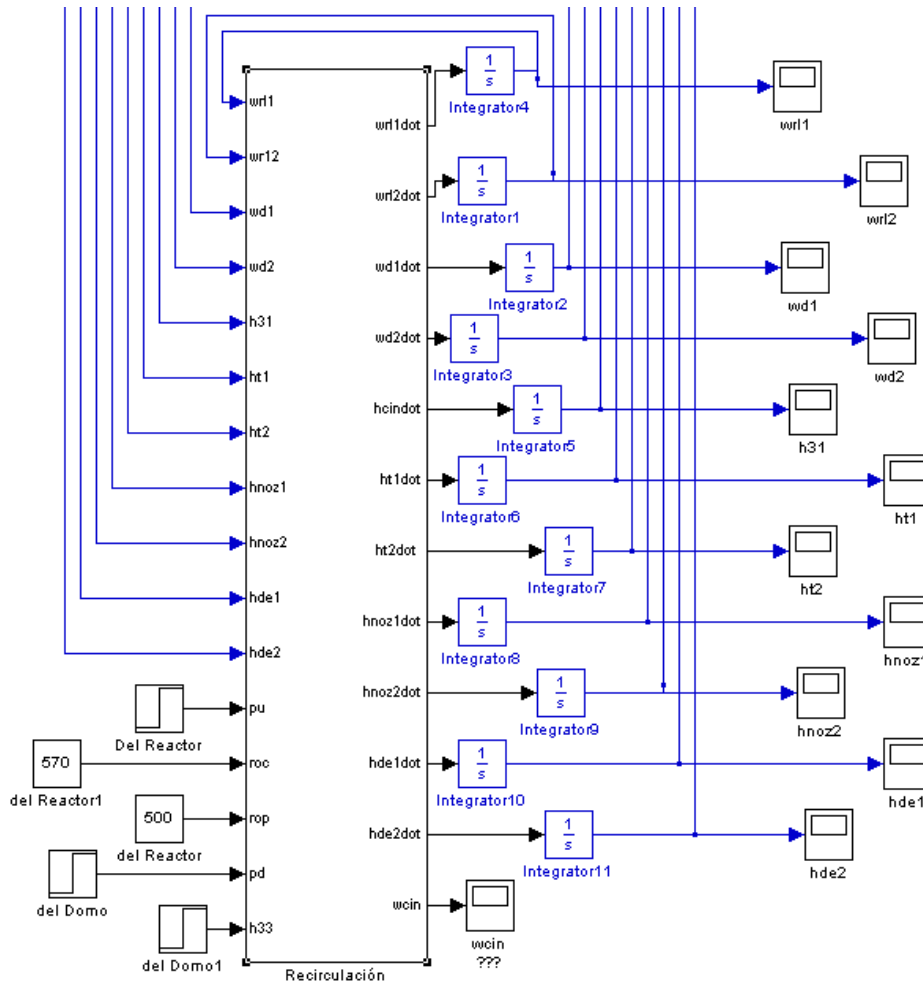 wrl1
wr12
wd1
wd2
h31
ht1
ht2
hnoz1
hnoz2
hde1
hde2
pu
roc
rop
pd
h33
Del Reactor
570
del Reactor1
500
del Reactor
del Domo
del Domo1
Recirculación
wrl1dot
wrl2dot
wd1dot
wd2dot
hcindot
ht1dot
ht2dot
hnoz1dot
hnoz2dot
hde1dot
hde2dot
wcin
1
s
Integrator4
1
s
Integrator1
1
s
Integrator2
1
s
Integrator3
1
s
Integrator5
1
s
Integrator6
1
s
Integrator7
1
s
Integrator8
1
s
Integrator9
1
s
Integrator10
1
s
Integrator11
wrl1
wrl2
wd1
wd2
h31
ht1
ht2
hnoz1
hnoz2
hde1
hde2
wcin
???